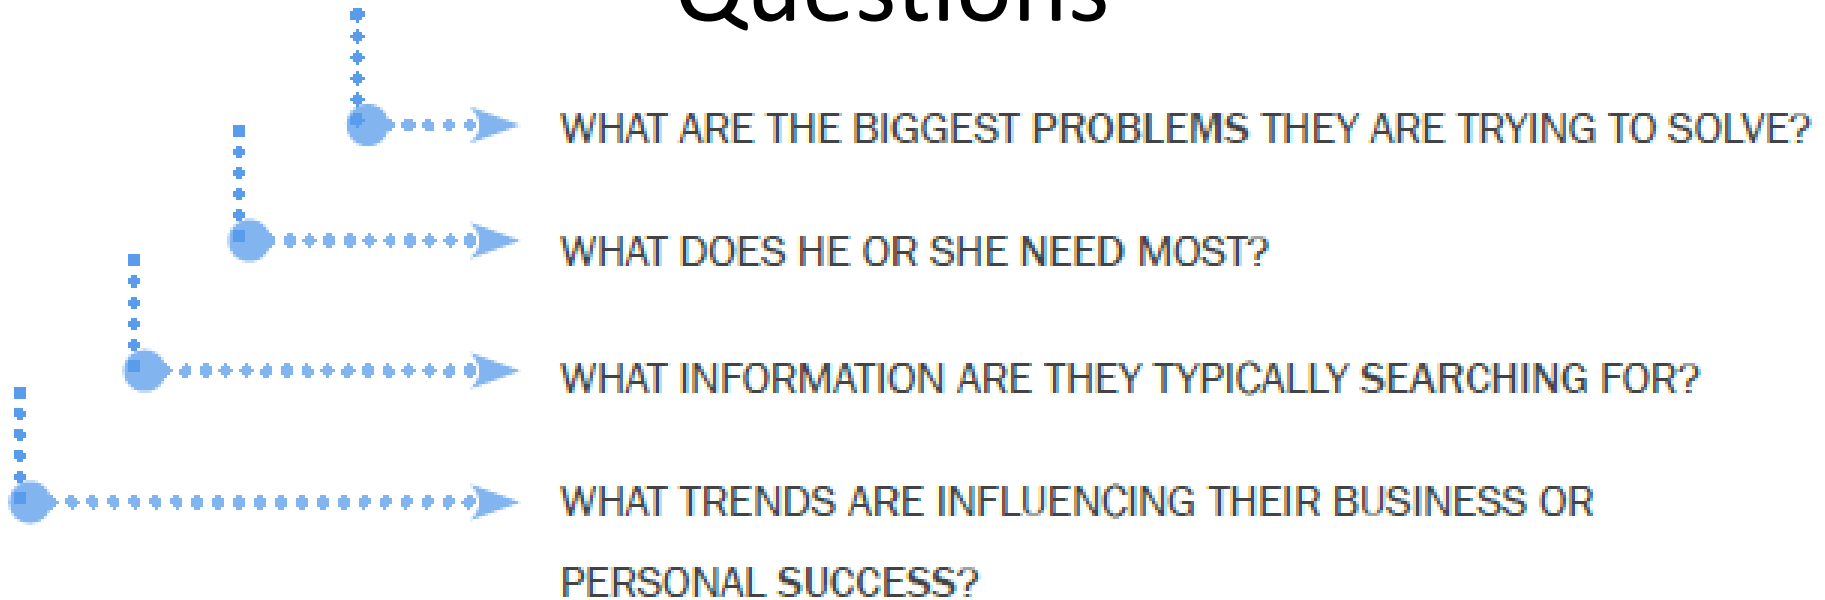 Questions
WHAT ARE THE BIGGEST PROBLEMS THEY ARE TRYING TO SOLVE?
WHAT DOES HE OR SHE NEED MOST?
WHAT INFORMATION ARE THEY TYPICALLY SEARCHING FOR?
WHAT TRENDS ARE INFLUENCING THEIR BUSINESS OR
PERSONAL SUCCESS?